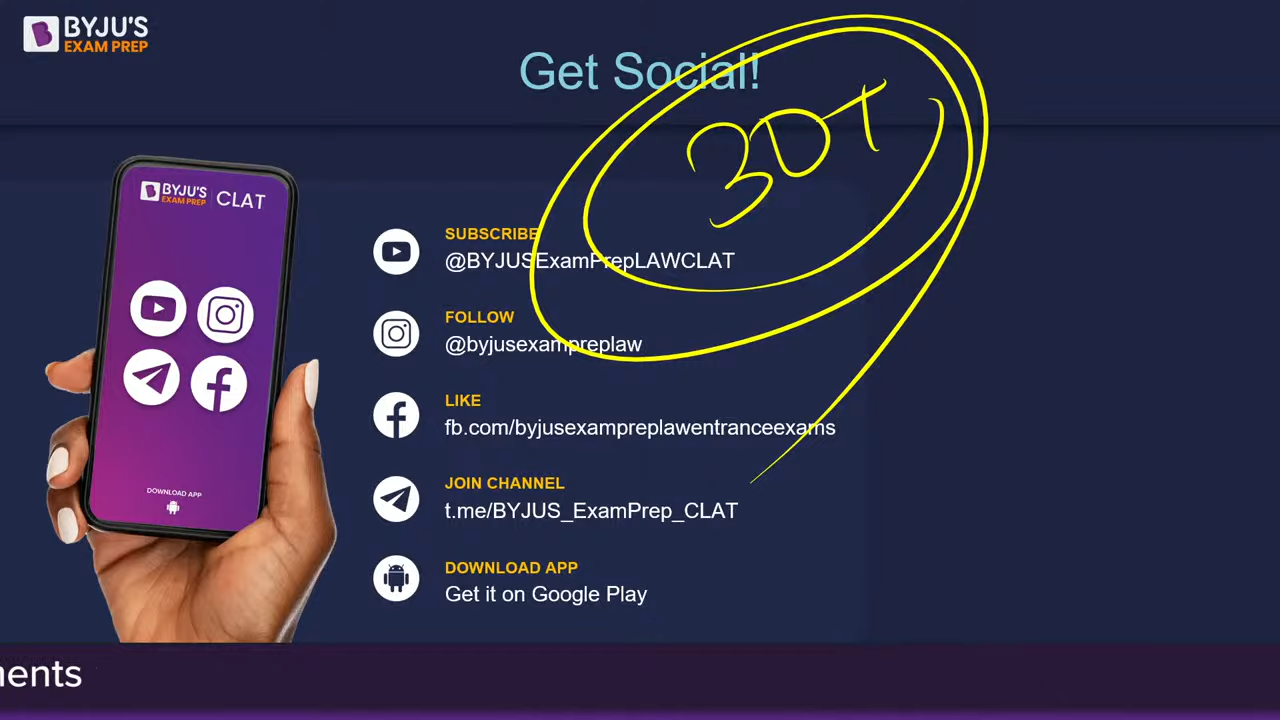 BYJU'S
EXAM PREP
Get Social!
3DT
BYJU'S
EXAM PREP
CLAT
DOWNLOAD APP
SUBSCRIBE
@BYJUSExamPrepLAWCLAT
FOLLOW
@byjusexampreplaw
LIKE
fb.com/byjusexampreplawentranceexams
JOIN CHANNEL
t.me/BYJUS_ExamPrep_CLAT
DOWNLOAD APP
Get it on Google Play
ments